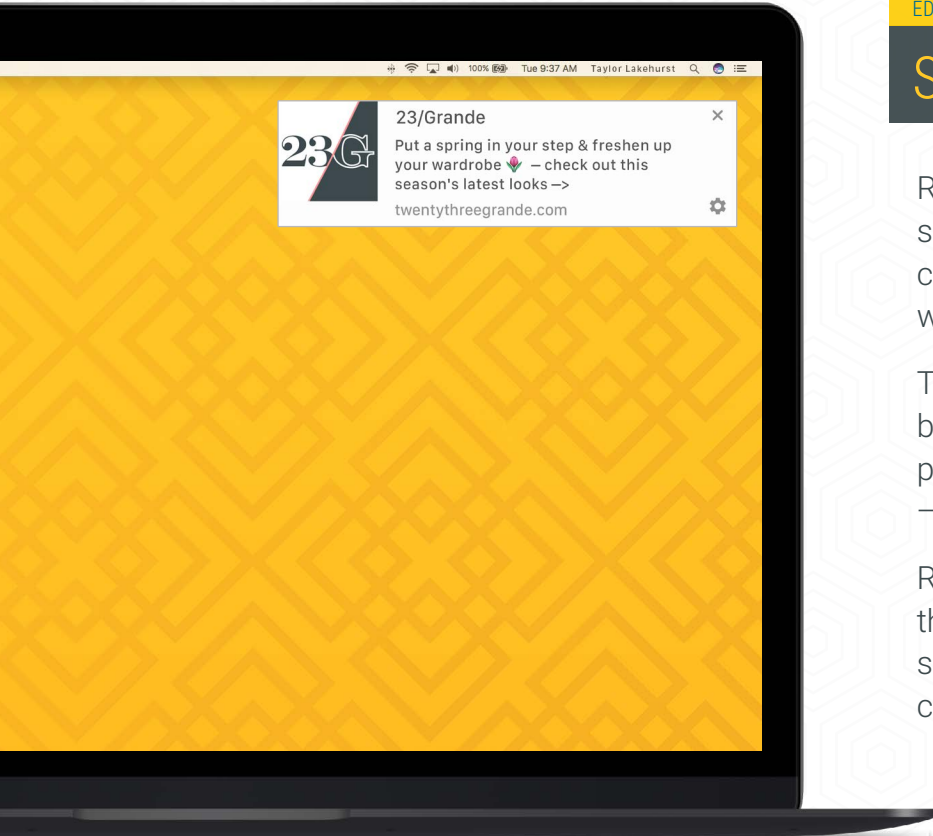 100% Tue 9:37 AM Taylor Lakehurst
23/G
23/Grande
Put a spring in your step & freshen up
your wardrobe 🌷 – check out this
season's latest looks —>
twentythreegrande.com
ED
S
R
s
c
w
T
b
p
–
R
th
s
c